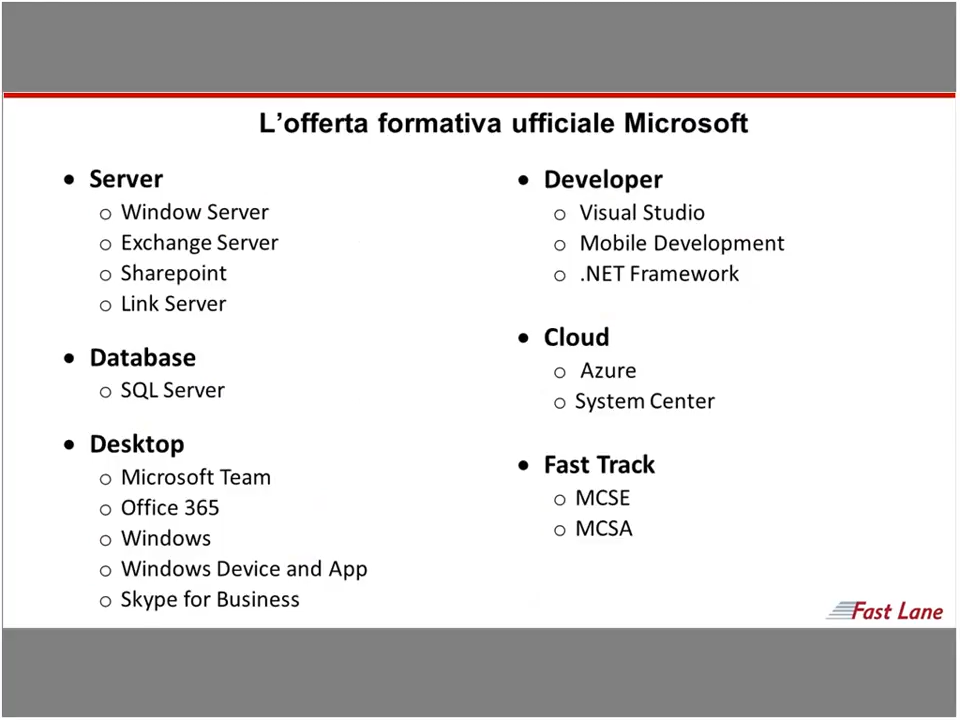 L'offerta formativa ufficiale Microsoft
• Server
o Window Server
o Exchange Server
o Sharepoint
o Link Server
• Database
o SQL Server
• Desktop
o Microsoft Team
o Office 365
o Windows
o Windows Device and App
o Skype for Business
• Developer
o Visual Studio
o Mobile Development
o .NET Framework
• Cloud
o Azure
o System Center
• Fast Track
o MCSE
o MCSA
Fast Lane